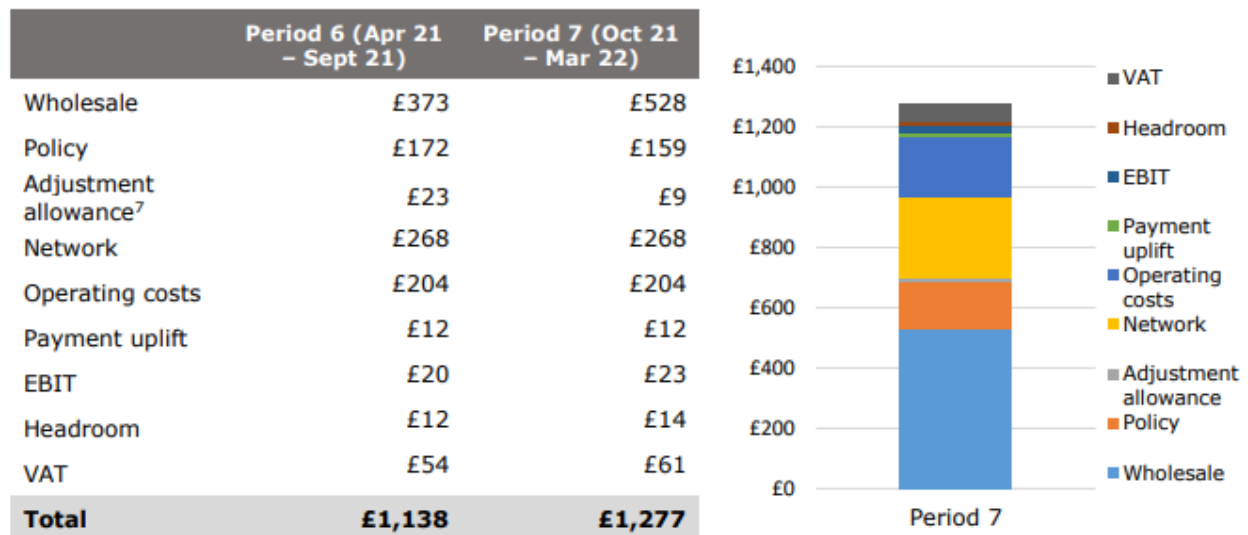 Period 6 (Apr 21
– Sept 21)
Period 7 (Oct 21
– Mar 22)
Wholesale £373 £528
Policy £172 £159
Adjustment
allowance⁷ £23 £9
Network £268 £268
Operating costs £204 £204
Payment uplift £12 £12
EBIT £20 £23
Headroom £12 £14
VAT £54 £61
Total £1,138 £1,277
£1,400
£1,200
£1,000
£800
£600
£400
£200
£0
Period 7
VAT
Headroom
EBIT
Payment
uplift
Operating
costs
Network
Adjustment
allowance
Policy
Wholesale